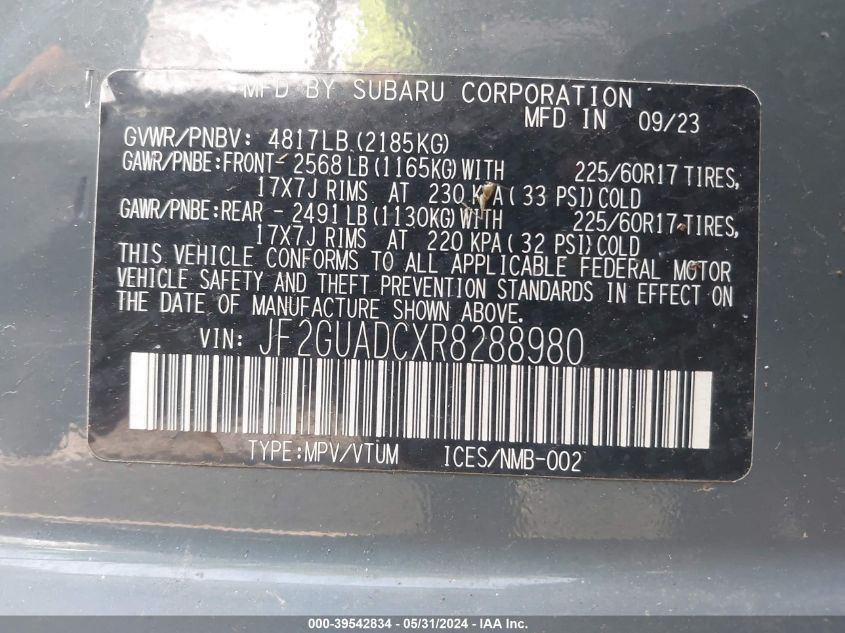 MFD BY SUBARU CORPORATION
MFD IN 09/23
GVWR/PNBV: 4817LB (2185KG)
GAWR/PNBE:FRONT- 2568 LB (1165KG) WITH 225/60R17 TIRES,
17X7J RIMS AT 230 KPA ( 33 PSI) COLD
GAWR/PNBE:REAR - 2491 LB (1130KG) WITH 225/60R17 TIRES,
17X7J RIMS AT 220 KPA ( 32 PSI) COLD
THIS VEHICLE CONFORMS TO ALL APPLICABLE FEDERAL MOTOR
VEHICLE SAFETY AND THEFT PREVENTION STANDARDS IN EFFECT ON
THE DATE OF MANUFACTURE SHOWN ABOVE.
VIN: JF2GUADCXR8288980
TYPE:MPV/VTUM ICES/NMB-002
000-39542834 - 05/31/2024 - IAA Inc.